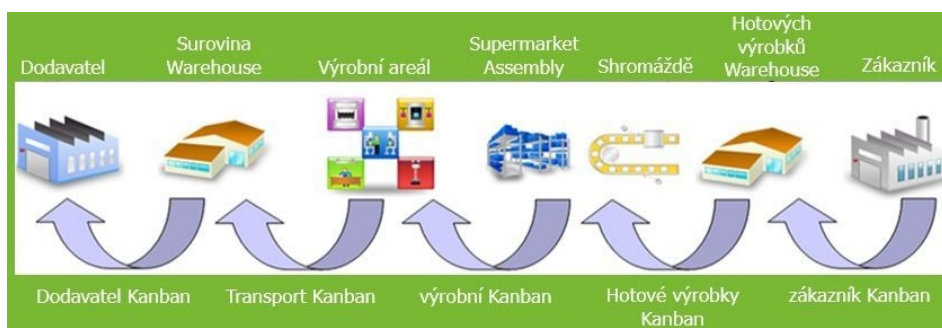 Dodavatel
Surovina
Warehouse
Výrobní areál
Supermarket
Assembly
Shromáždě
Hotových
výrobků
Warehouse
Zákazník
Dodavatel Kanban
Transport Kanban
výrobní Kanban
Hotové výrobky
Kanban
zákazník Kanban